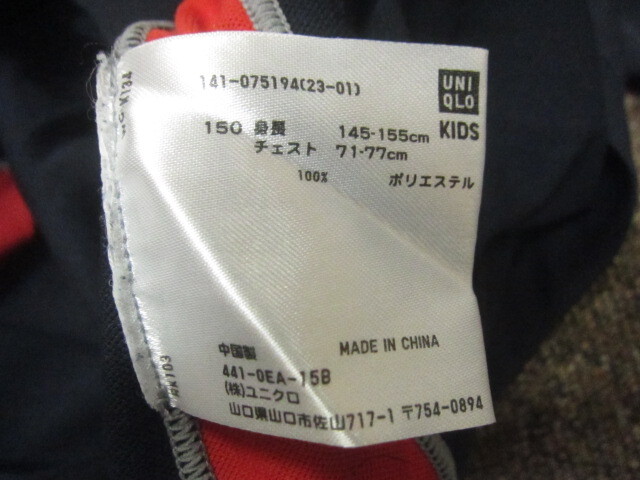 141-075194(23-01)
UNI
QLO
KIDS
150 身長 145-155cm
チェスト 71-77cm
100% ポリエステル
中国製 MADE IN CHINA
441-0EA-15B
(株)ユニクロ
山口県山口市佐山717-1 〒754-0894